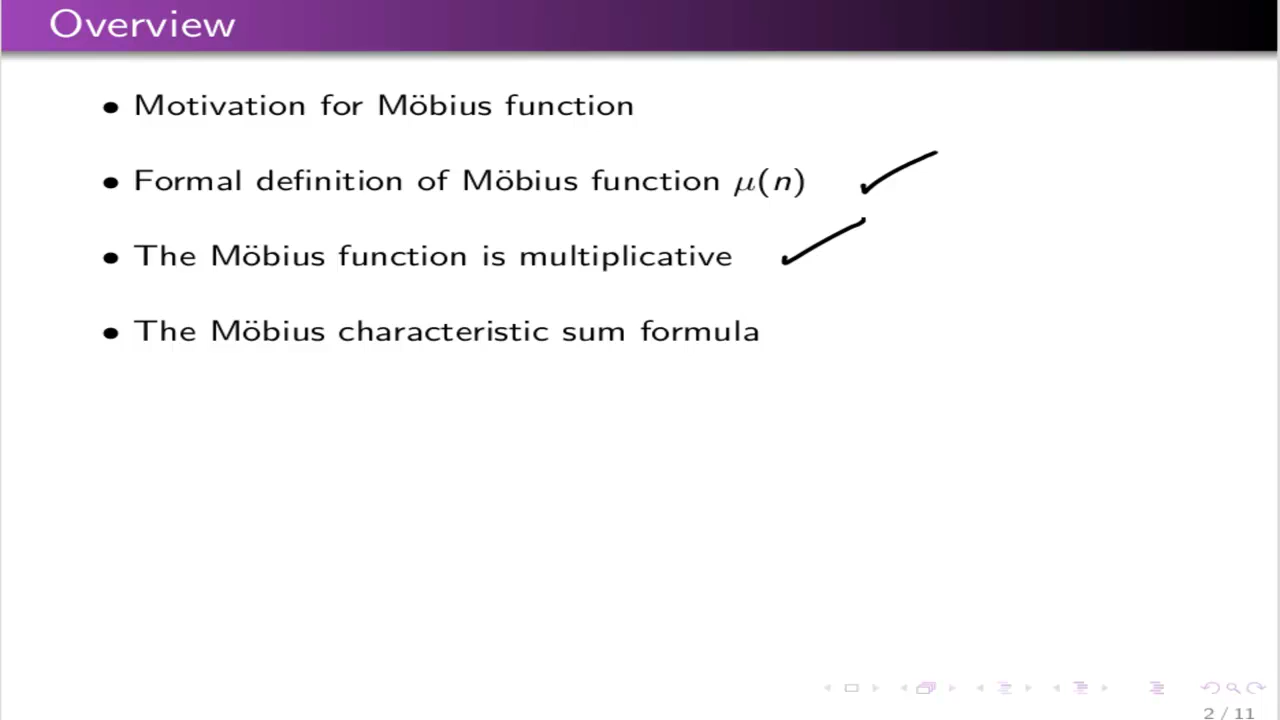 Overview
• Motivation for Möbius function
• Formal definition of Möbius function μ(n)
• The Möbius function is multiplicative
• The Möbius characteristic sum formula
2 / 11